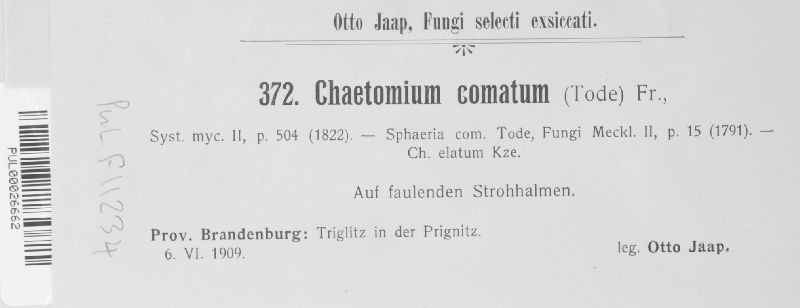 Otto Jaap, Fungi selecti exsiccati.
372. Chaetomium comatum (Tode) Fr.,
Syst. myc. II, p. 504 (1822). — Sphaeria com. Tode, Fungi Meckl. II, p. 15 (1791). —
Ch. elatum Kze.
Auf faulenden Strohhalmen.
Prov. Brandenburg: Triglitz in der Prignitz.
6. VI. 1909.
leg. Otto Jaap.
PUL F11234
PUL00026662